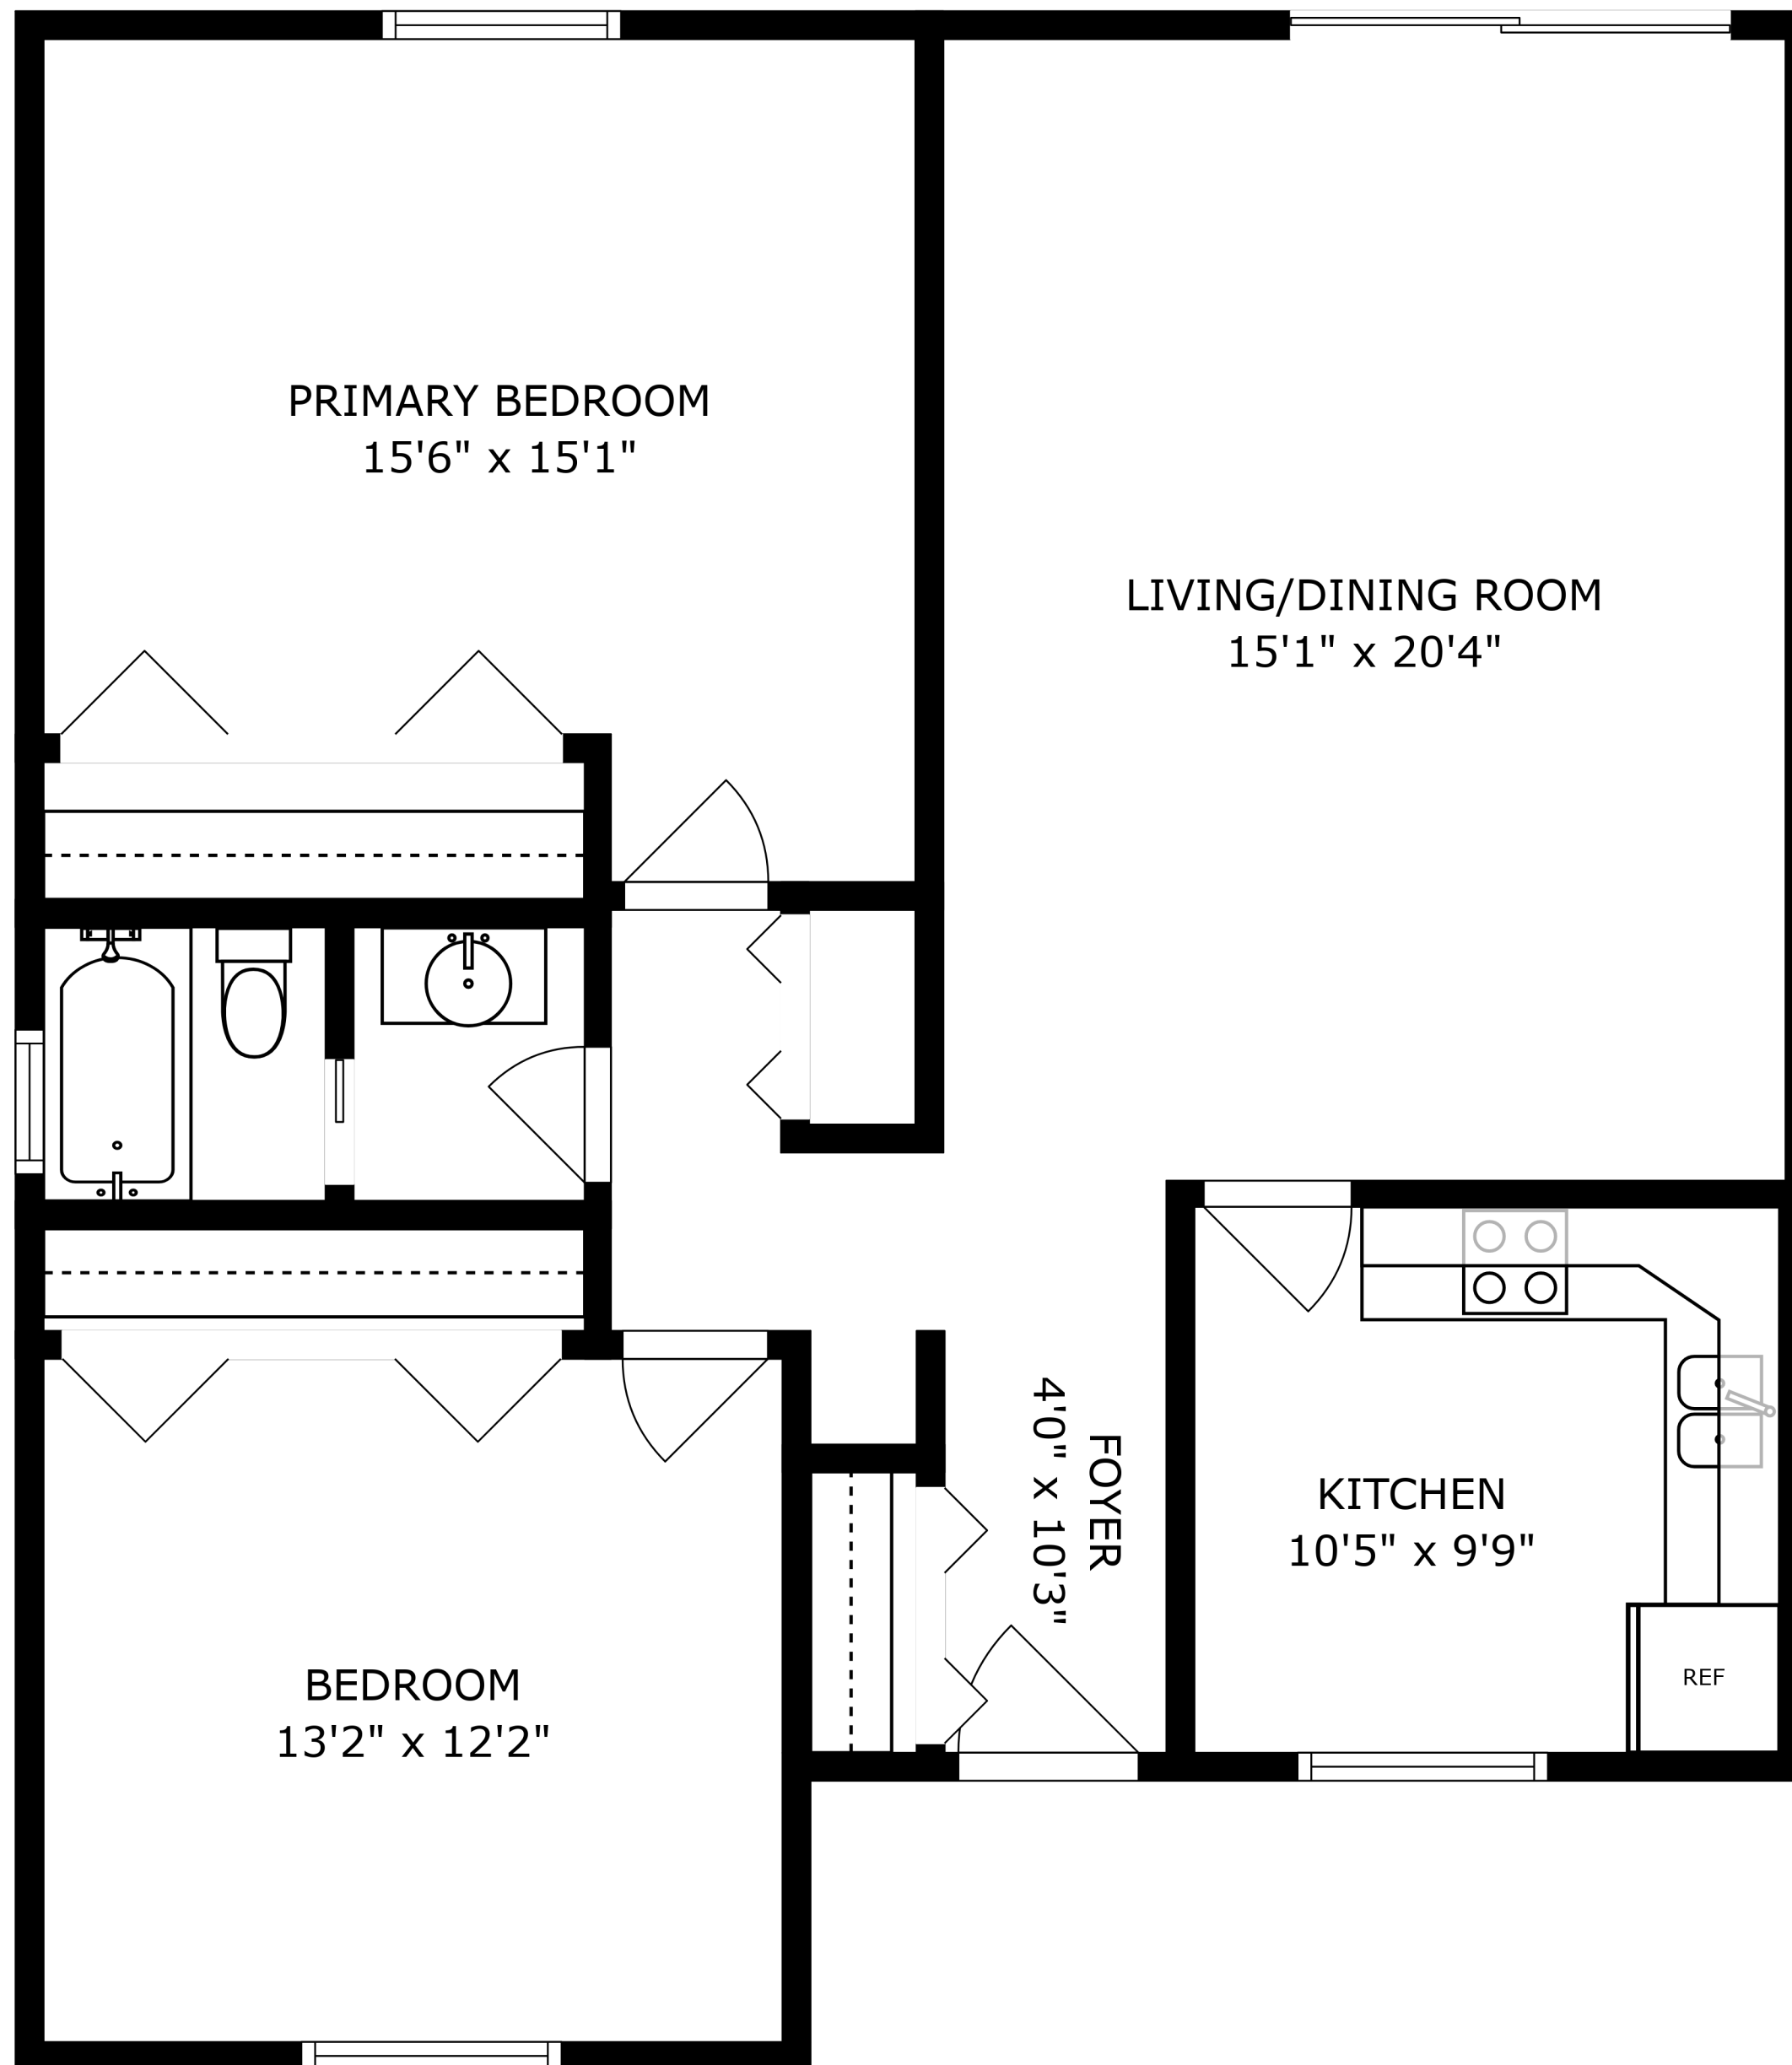 PRIMARY BEDROOM
15'6" x 15'1"
LIVING/DINING ROOM
15'1" x 20'4"
FOYER
4'0" x 10'3"
KITCHEN
10'5" x 9'9"
REF
BEDROOM
13'2" x 12'2"